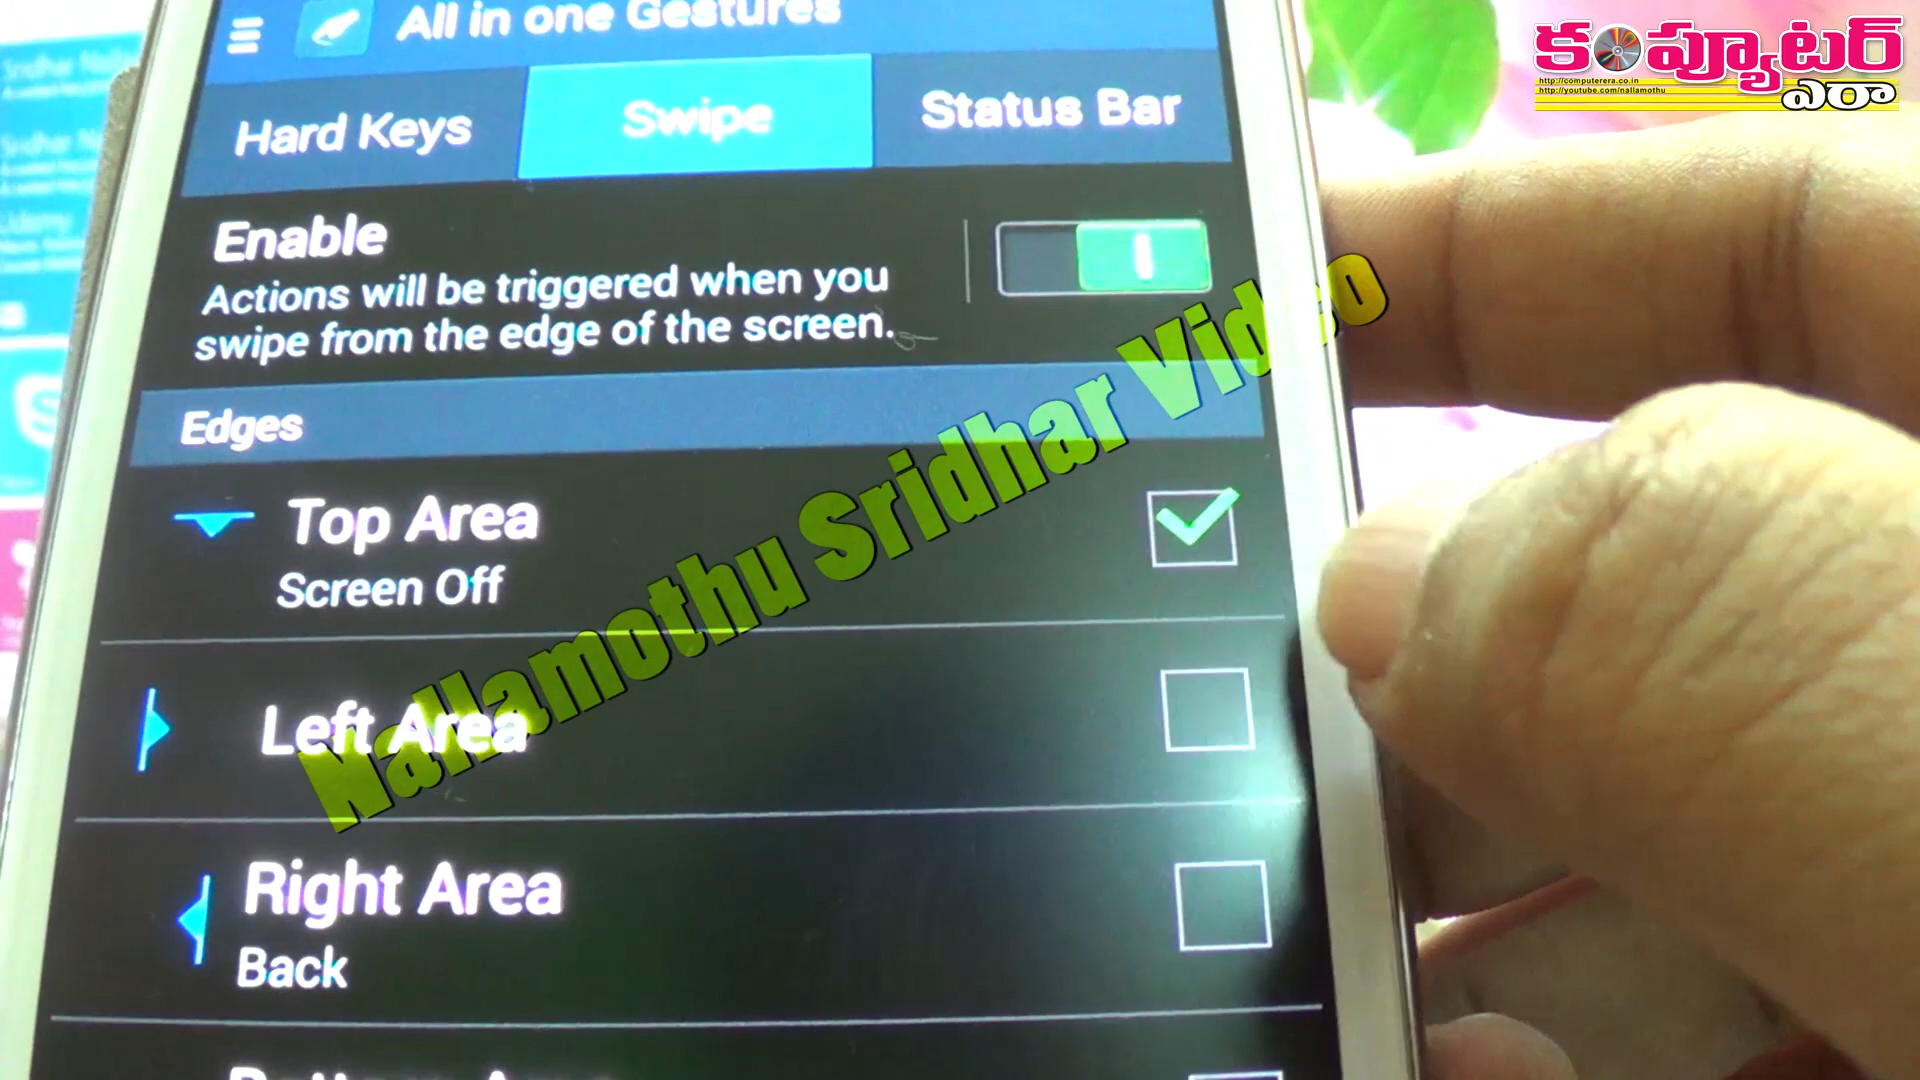 All in one Gestures
కంప్యూటర్
http://computerera.co.in
http://youtube.com/nallamothu
ఎరా
Hard Keys
Swipe
Status Bar
Enable
Actions will be triggered when you
swipe from the edge of the screen.
Edges
Top Area
Screen Off
Nallamothu Sridhar Video
Left Area
Right Area
Back